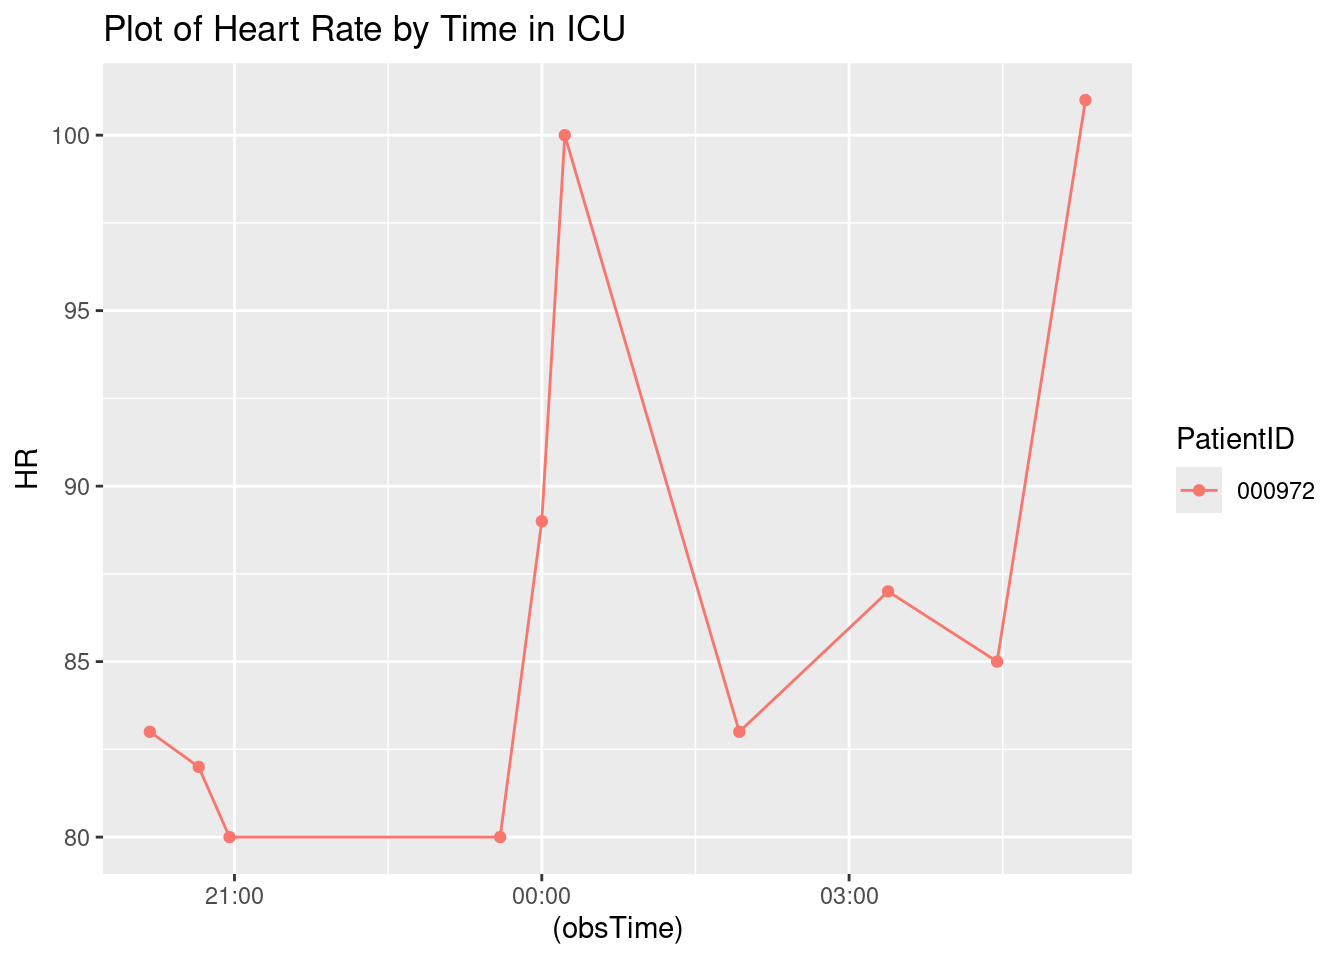 Plot of Heart Rate by Time in ICU
100
95
90
85
80
HR
21:00 00:00 03:00
(obsTime)
PatientID
000972